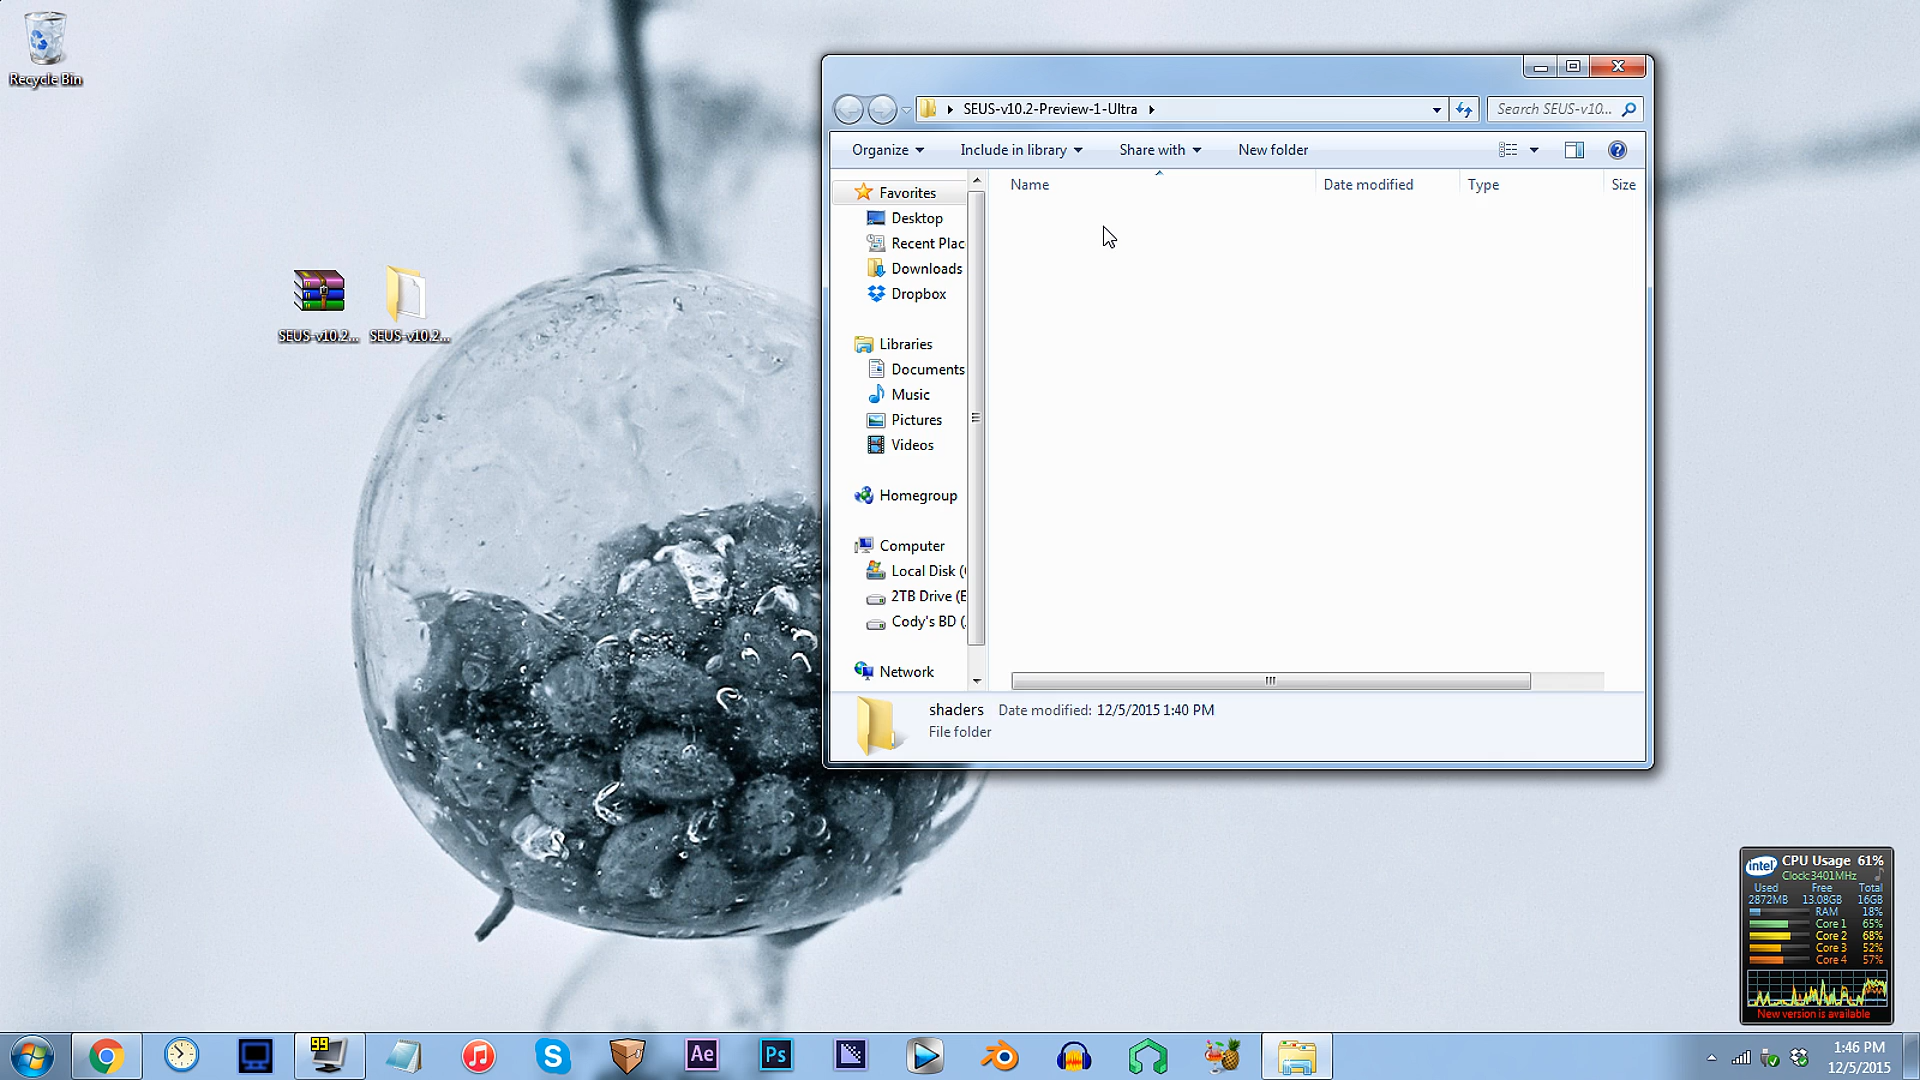 Recycle Bin
SEUS-v10.2...
SEUS-v10.2...
SEUS-v10.2-Preview-1-Ultra
Search SEUS-v10...
Organize
Include in library
Share with
New folder
Name
Date modified
Type
Size
Favorites
Desktop
Recent Plac
Downloads
Dropbox
Libraries
Documents
Music
Pictures
Videos
Homegroup
Computer
Local Disk (
2TB Drive (E
Cody's BD (
Network
shaders
Date modified: 12/5/2015 1:40 PM
File folder
intel
CPU Usage 61%
Clock: 3401MHz
Used Free Total
2872MB 13.08GB 16GB
RAM 18%
Core 1 65%
Core 2 68%
Core 3 52%
Core 4 57%
New version is available
99
S
Ae
Ps
1:46 PM
12/5/2015